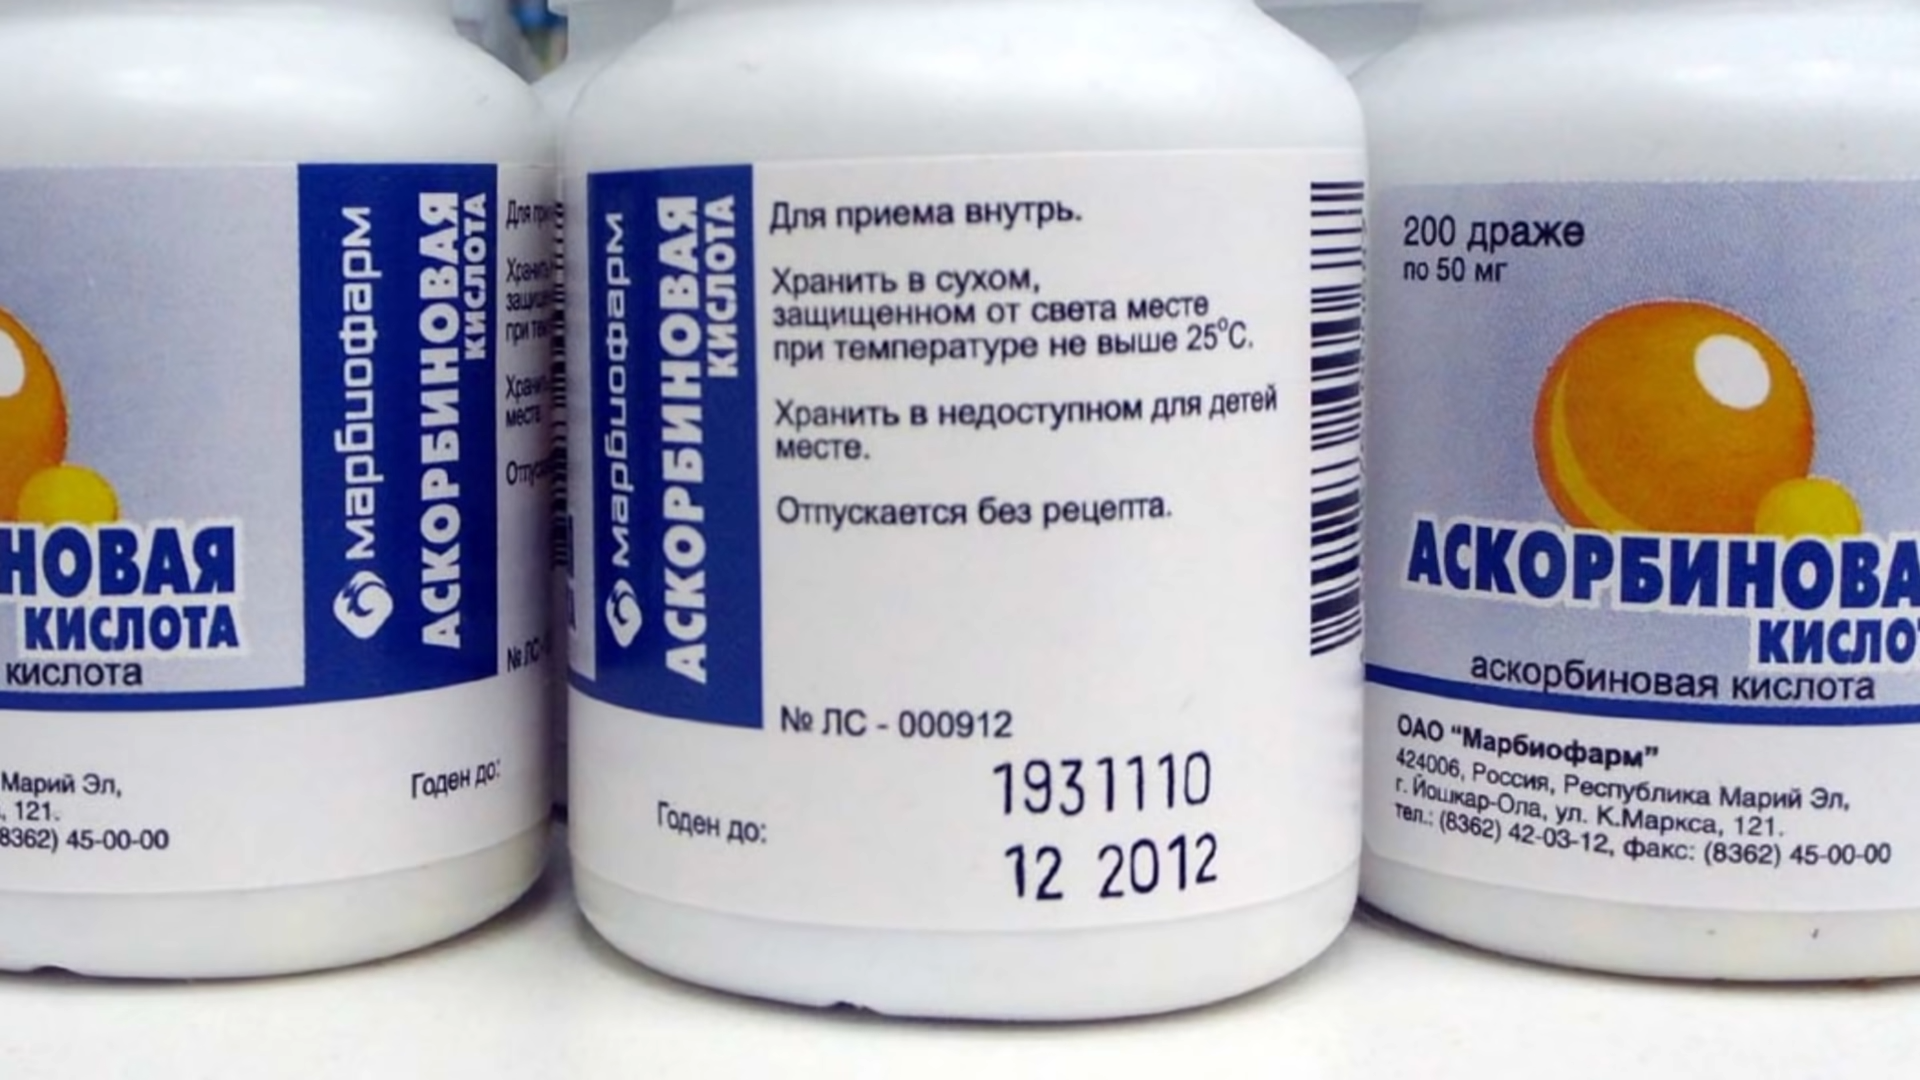 НОВАЯ
КИСЛОТА
кислота
Марий Эл,
, 121.
8362) 45-00-00
марбиофарм
АСКОРБИНОВАЯ
КИСЛОТА
Годен до:
марбиофарм
АСКОРБИНОВАЯ
КИСЛОТА
Для приема внутрь.
Хранить в сухом,
защищенном от света месте
при температуре не выше 25°С.
Хранить в недоступном для детей
месте.
Отпускается без рецепта.
№ ЛС - 000912
1931110
Годен до:
12 2012
200 драже
по 50 мг
АСКОРБИНОВА
КИСЛО
аскорбиновая кислота
ОАО “Марбиофарм”
424006, Россия, Республика Марий Эл,
г. Йошкар-Ола, ул. К.Маркса, 121.
тел.: (8362) 42-03-12, факс: (8362) 45-00-00